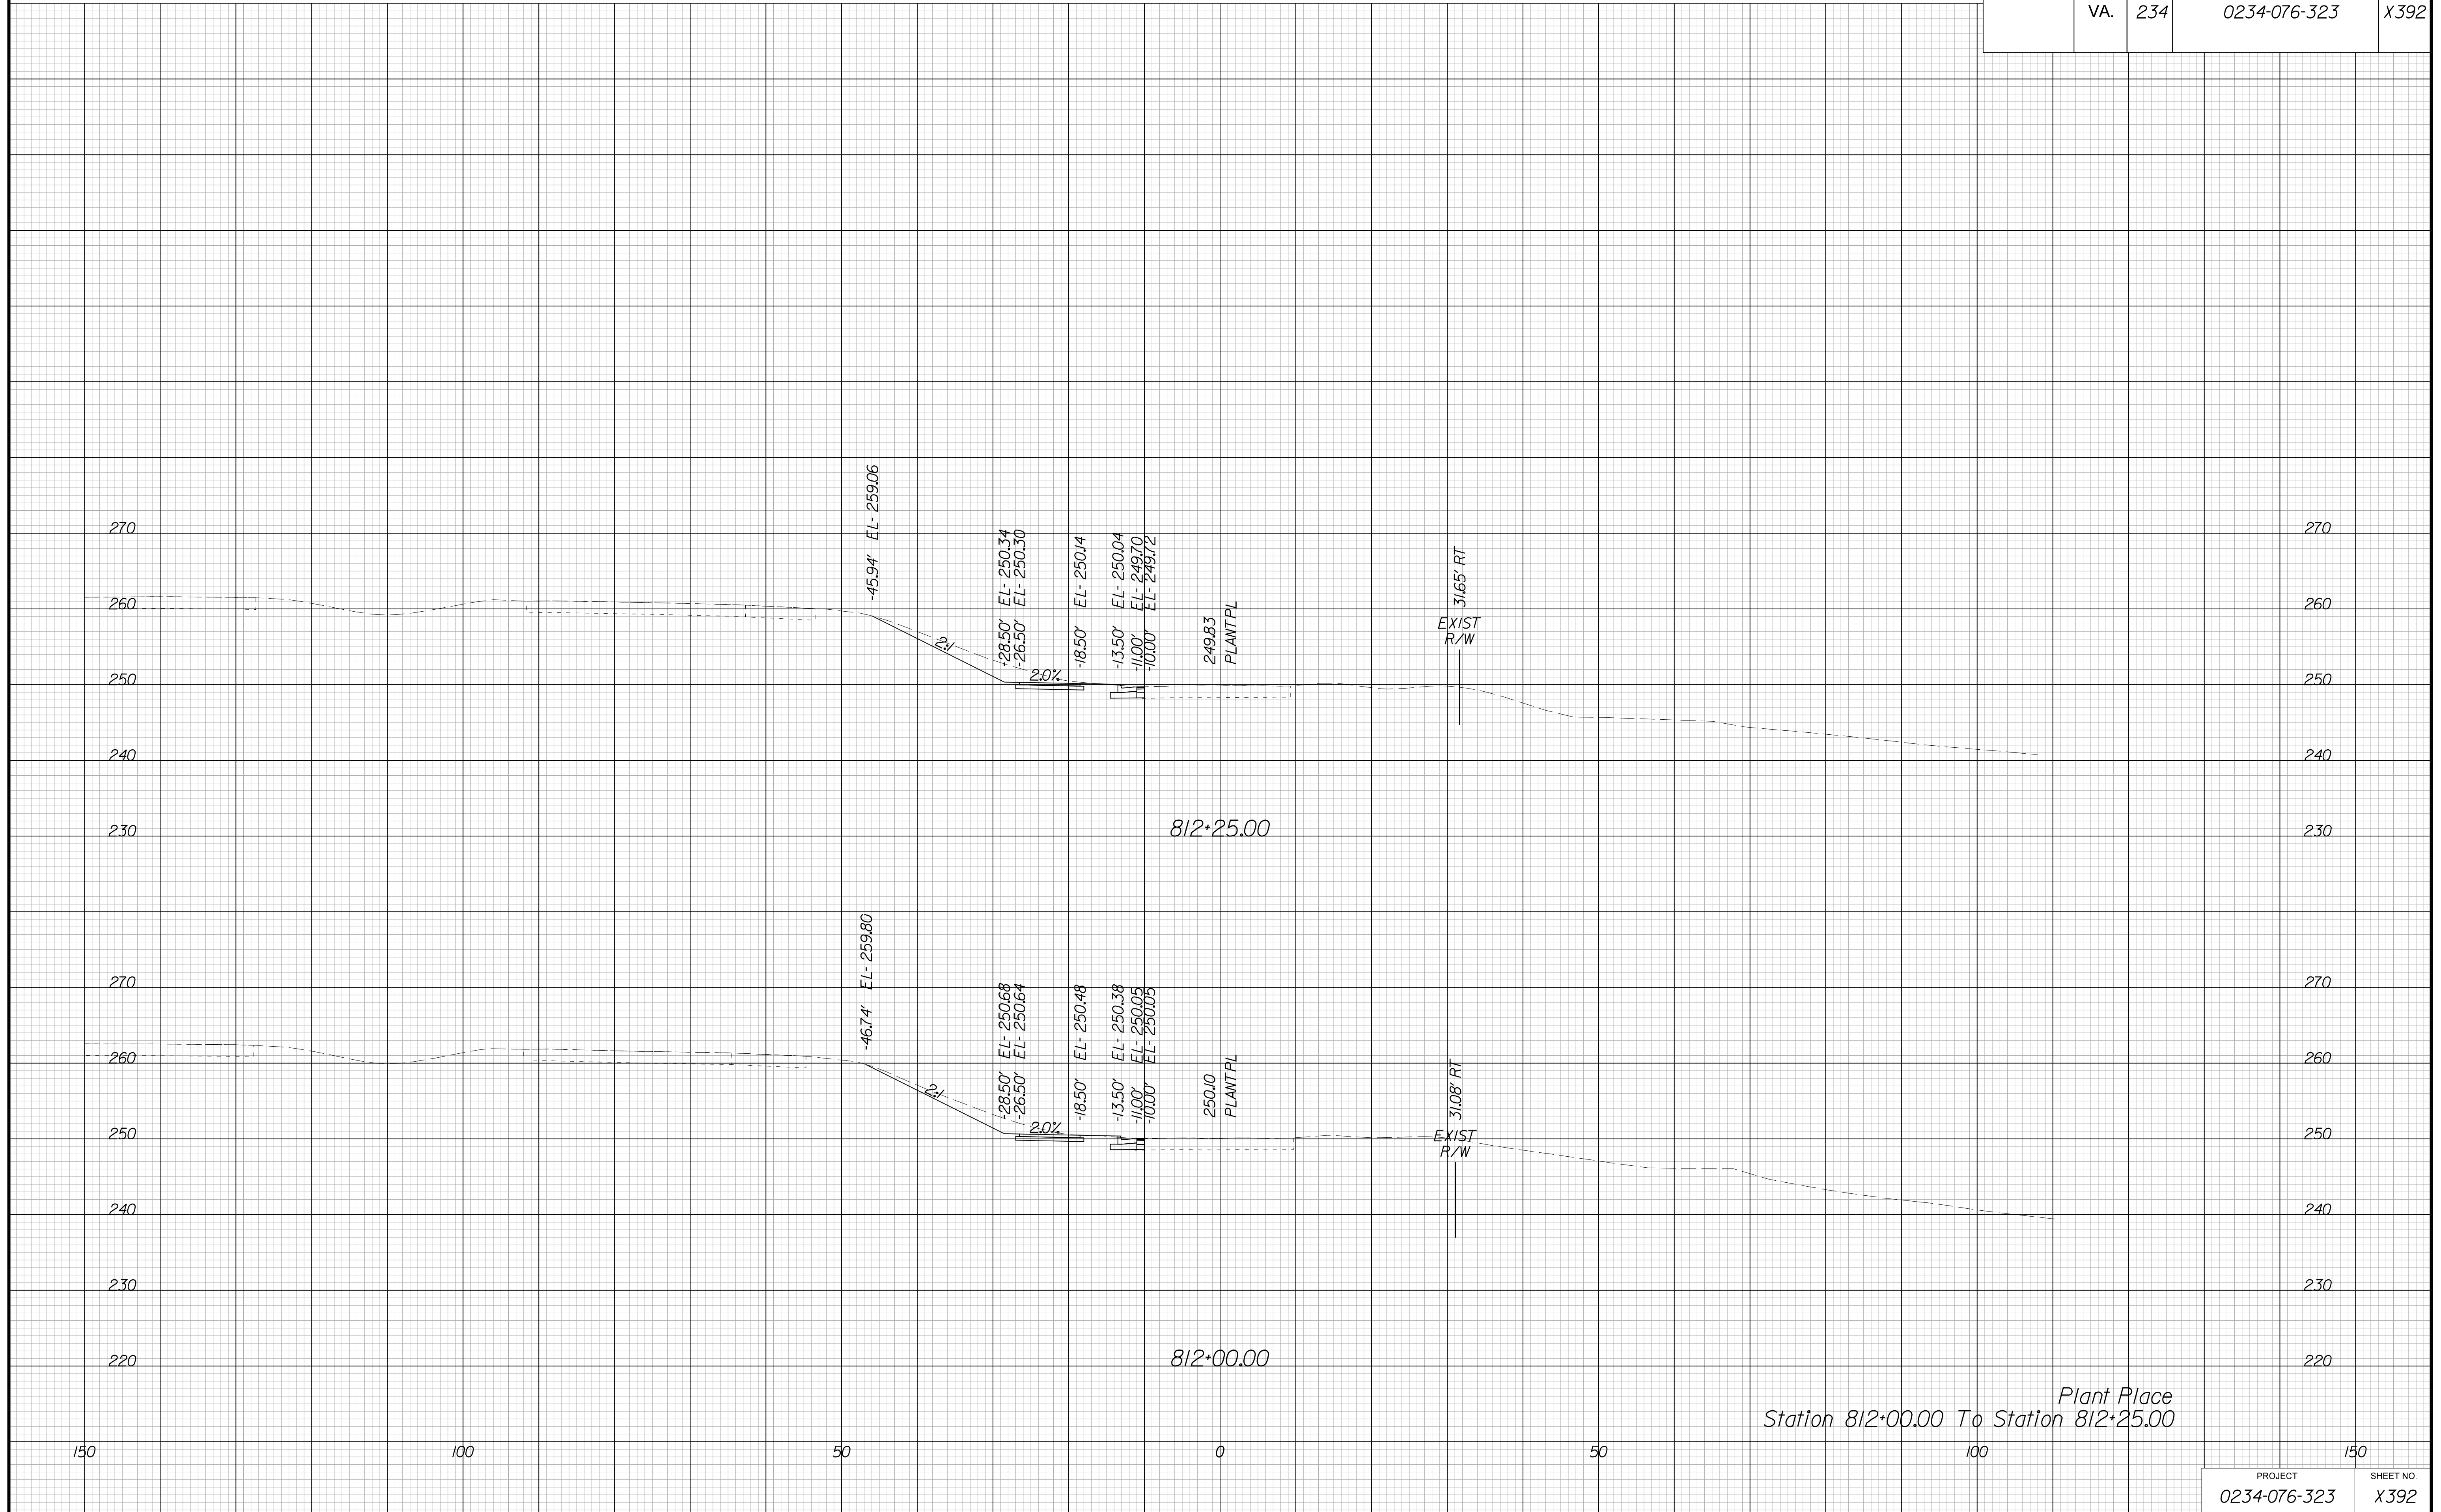 VA. 234 0234-076-323 X392
-45.94' EL- 259.06
-28.50' EL- 250.34
-26.50' EL- 250.30
-18.50' EL- 250.14
-13.50' EL- 250.04
-11.00' EL- 249.70
-10.00' EL- 249.72
249.83
PLANT PL
31.65' RT
EXIST
R/W
2:1
2.0%
270 270
260 260
250 250
240 240
230 230
812+25.00
-46.74' EL- 259.80
-28.50' EL- 250.68
-26.50' EL- 250.64
-18.50' EL- 250.48
-13.50' EL- 250.38
-11.00' EL- 250.05
-10.00' EL- 250.05
250.10
PLANT PL
31.08' RT
EXIST
R/W
2:1
2.0%
270 270
260 260
250 250
240 240
230 230
220 220
812+00.00
Plant Place
Station 812+00.00 To Station 812+25.00
150 100 50 0 50 100 150
PROJECT SHEET NO.
0234-076-323 X392